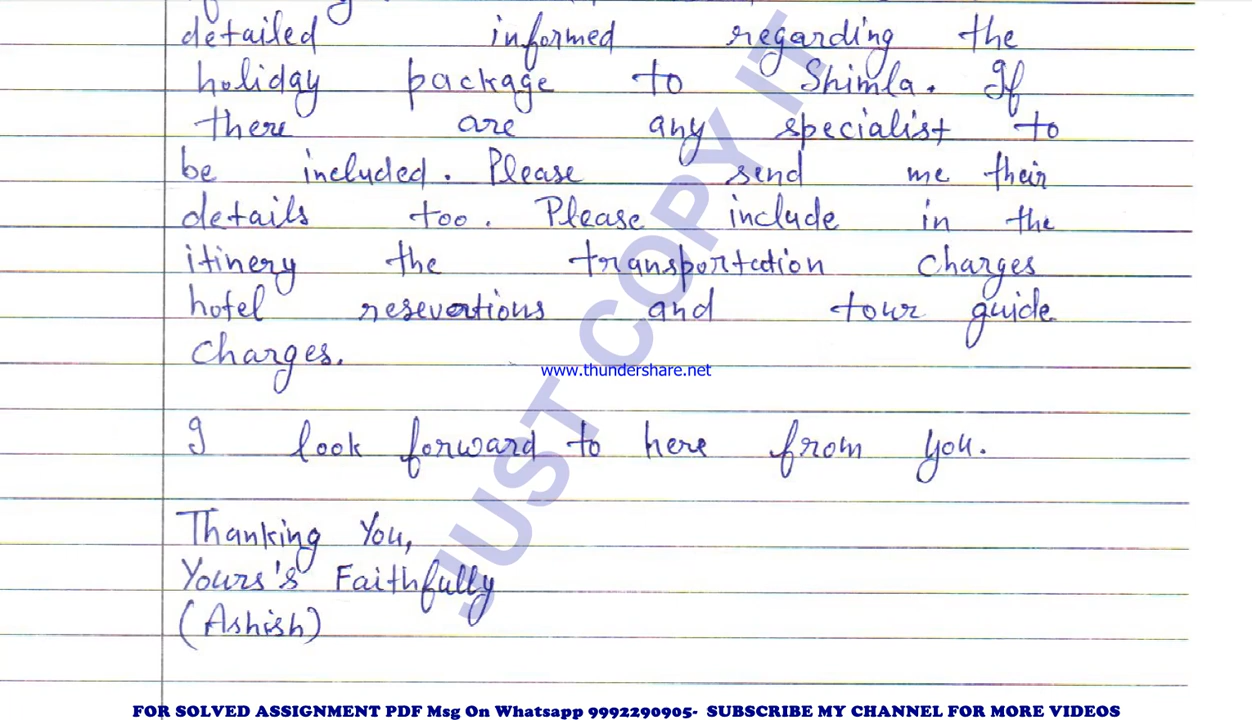 detailed informed regarding the
holiday package to Shimla. If
there are any specialist to
be included. Please send me their
details too. Please include in the
itinery the transportation charges
hotel resevertions and tour guide
charges.
www.thundershare.net
I look forward to here from you.
Thanking You,
Yours's Faithfully
(Ashish)
JUST COPY IT
FOR SOLVED ASSIGNMENT PDF Msg On Whatsapp 9992290905- SUBSCRIBE MY CHANNEL FOR MORE VIDEOS